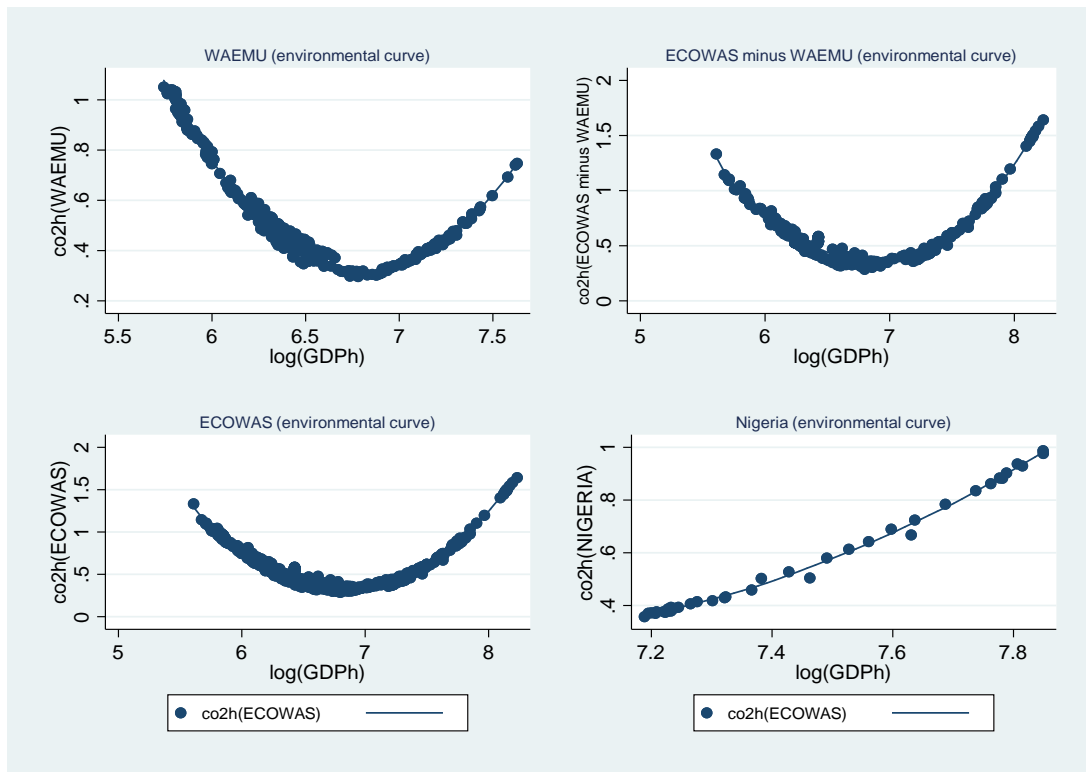 WAEMU (environmental curve)
co2h(WAEMU)
1
.8
.6
.4
.2
5.5 6 6.5 7 7.5
log(GDPh)
ECOWAS minus WAEMU (environmental curve)
co2h(ECOWAS minus WAEMU)
2
1.5
1
.5
0
5 6 7 8
log(GDPh)
ECOWAS (environmental curve)
co2h(ECOWAS)
2
1.5
1
.5
0
5 6 7 8
log(GDPh)
co2h(ECOWAS)
Nigeria (environmental curve)
co2h(NIGERIA)
1
.8
.6
.4
7.2 7.4 7.6 7.8
log(GDPh)
co2h(ECOWAS)